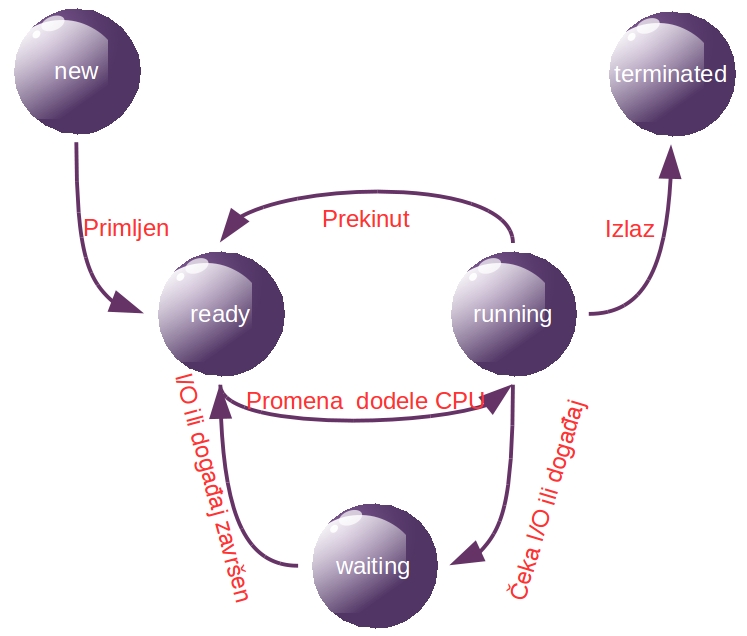 new
terminated
Primljen
Prekinut
Izlaz
ready
running
Promena dodele CPU
I/O ili događaj završen
Čeka I/O ili događaj
waiting